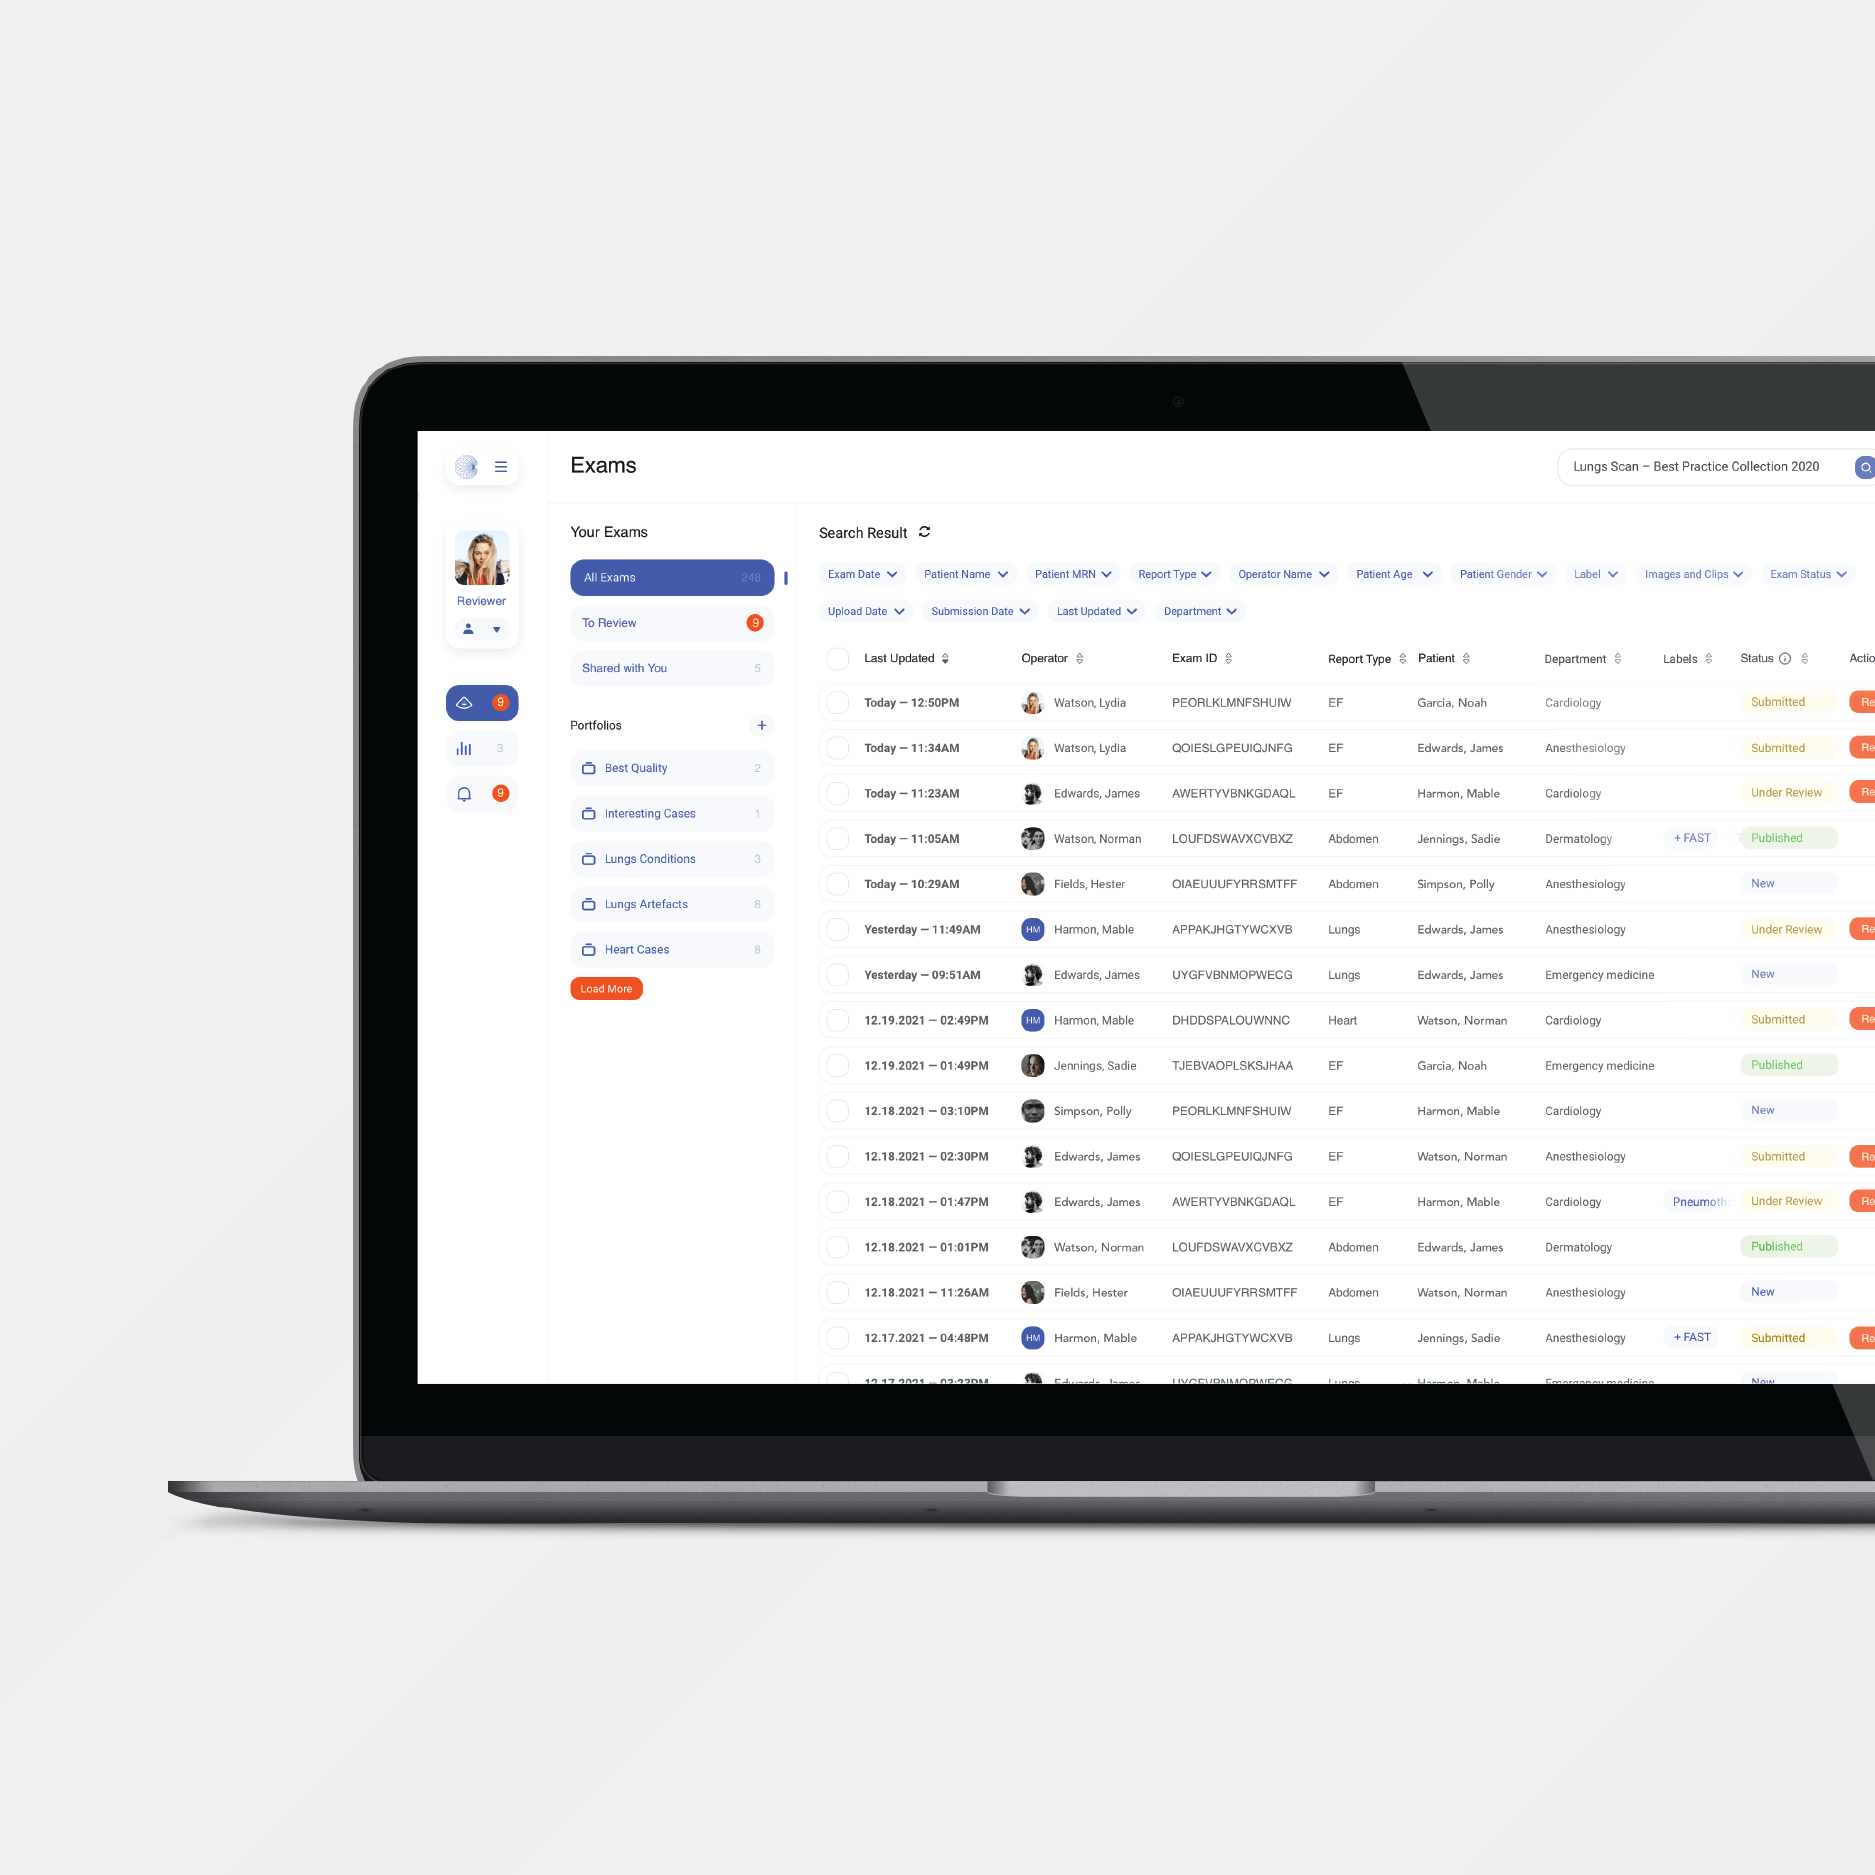 Exams
Lungs Scan – Best Practice Collection 2020
Reviewer
9
3
9
Your Exams
All Exams 248
To Review 9
Shared with You 5
Portfolios +
Best Quality 2
Interesting Cases 1
Lungs Conditions 3
Lungs Artefacts 8
Heart Cases 8
Load More
Search Result
Exam Date Patient Name Patient MRN Report Type Operator Name Patient Age Patient Gender Label Images and Clips Exam Status
Upload Date Submission Date Last Updated Department
Last Updated Operator Exam ID Report Type Patient Department Labels Status Actio
Today – 12:50PM Watson, Lydia PEORLKLMNFSHUIW EF Garcia, Noah Cardiology Submitted Re
Today – 11:34AM Watson, Lydia QOIESLGPEUIQJNFG EF Edwards, James Anesthesiology Submitted Re
Today – 11:23AM Edwards, James AWERTYVBNKGDAQL EF Harmon, Mable Cardiology Under Review Re
Today – 11:05AM Watson, Norman LOUFDSWAVXCVBXZ Abdomen Jennings, Sadie Dermatology + FAST Published
Today – 10:29AM Fields, Hester OIAEUUUFYRRSMTFF Abdomen Simpson, Polly Anesthesiology New
Yesterday – 11:49AM HM Harmon, Mable APPAKJHGTYWCXVB Lungs Edwards, James Anesthesiology Under Review Re
Yesterday – 09:51AM Edwards, James UYGFVBNMOPWECG Lungs Edwards, James Emergency medicine New
12.19.2021 – 02:49PM HM Harmon, Mable DHDDSPALOUWNNC Heart Watson, Norman Cardiology Submitted Re
12.19.2021 – 01:49PM Jennings, Sadie TJEBVAOPLSKSJHAA EF Garcia, Noah Emergency medicine Published
12.18.2021 – 03:10PM Simpson, Polly PEORLKLMNFSHUIW EF Harmon, Mable Cardiology New
12.18.2021 – 02:30PM Edwards, James QOIESLGPEUIQJNFG EF Watson, Norman Anesthesiology Submitted Re
12.18.2021 – 01:47PM Edwards, James AWERTYVBNKGDAQL EF Harmon, Mable Cardiology Pneumoth Under Review Re
12.18.2021 – 01:01PM Watson, Norman LOUFDSWAVXCVBXZ Abdomen Edwards, James Dermatology Published
12.18.2021 – 11:26AM Fields, Hester OIAEUUUFYRRSMTFF Abdomen Watson, Norman Anesthesiology New
12.17.2021 – 04:48PM HM Harmon, Mable APPAKJHGTYWCXVB Lungs Jennings, Sadie Anesthesiology + FAST Submitted Re
12.17.2021 – 03:23PM Edwards, James UYGFVBNMOPWECG Lungs Harmon, Mable Emergency medicine New